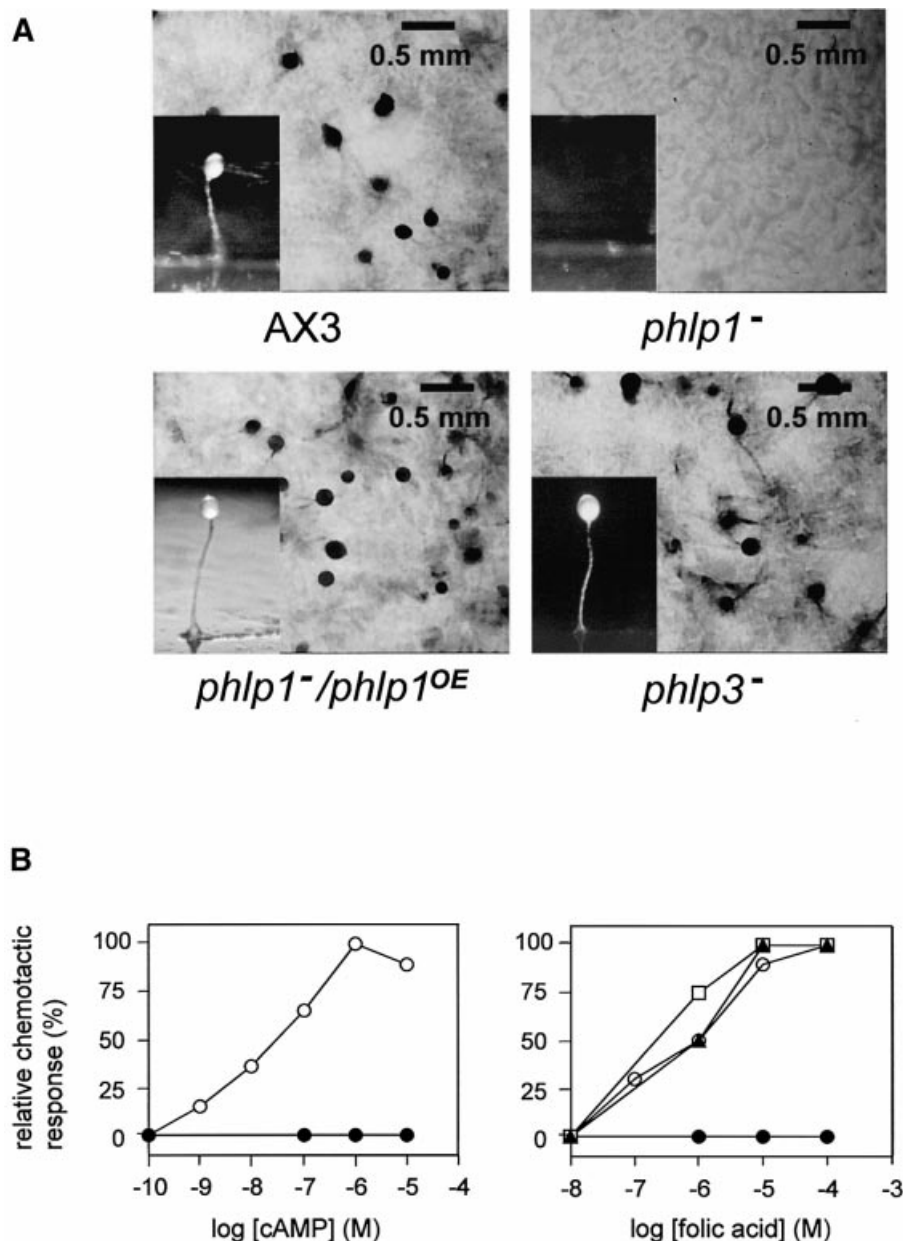 A
0.5 mm
0.5 mm
AX3
phlp1-
0.5 mm
0.5 mm
phlp1-/phlp1OE
phlp3-
B
relative chemotactic
response (%)
100
75
50
25
0
-10 -9 -8 -7 -6 -5 -4
log [cAMP] (M)
100
75
50
25
0
-8 -7 -6 -5 -4 -3
log [folic acid] (M)